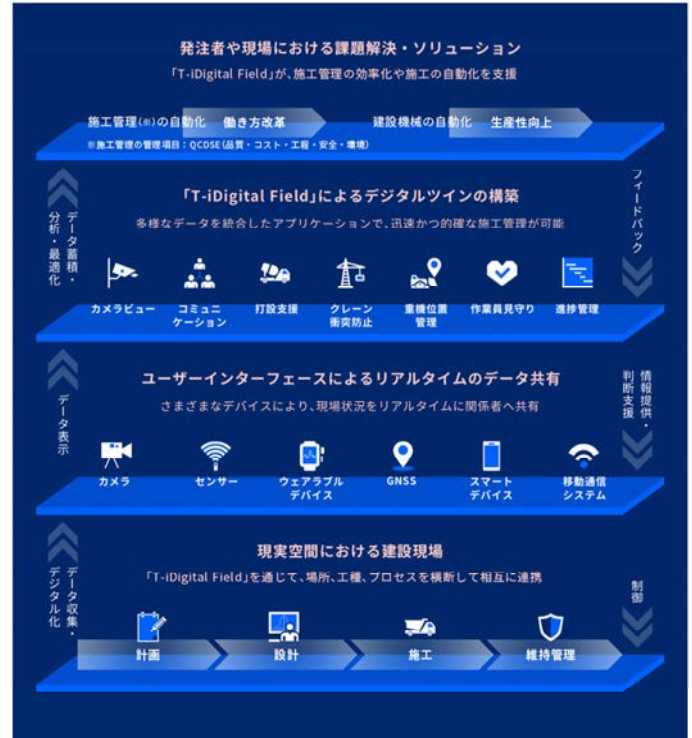 発注者や現場における課題解決・ソリューション
「T-iDigital Field」が、施工管理の効率化や施工の自動化を支援
施工管理(※)の自動化 働き方改革 建設機械の自動化 生産性向上
※施工管理の管理項目:QCDSE(品質・コスト・工程・安全・環境)
データ蓄積・
分析・最適化
フィードバック
「T-iDigital Field」によるデジタルツインの構築
多様なデータを統合したアプリケーションで、迅速かつ的確な施工管理が可能
カメラビュー
コミュニ
ケーション
打設支援
クレーン
衝突防止
重機位置
管理
作業員見守り
進捗管理
データ表示
情報提供・
判断支援
ユーザーインターフェースによるリアルタイムのデータ共有
さまざまなデバイスにより、現場状況をリアルタイムに関係者へ共有
カメラ
センサー
ウェアラブル
デバイス
GNSS
スマート
デバイス
移動通信
システム
データ収集・
デジタル化
制御
現実空間における建設現場
「T-iDigital Field」を通じて、場所、工種、プロセスを横断して相互に連携
計画
設計
施工
維持管理